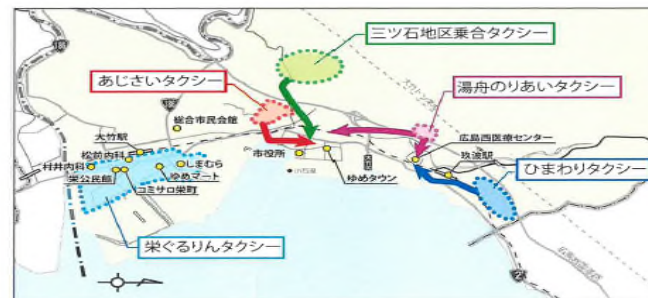 三ツ石地区乗合タクシー
あじさいタクシー
湯舟のりあいタクシー
186
総合市民会館
大竹駅
広島西医療センター
玖波駅
松前内科
しまむら
市役所
村井内科
ゆめタウン
ひまわりタクシー
栄公民館
ゆめマート
コミサロ栄町
栄ぐるりんタクシー
2